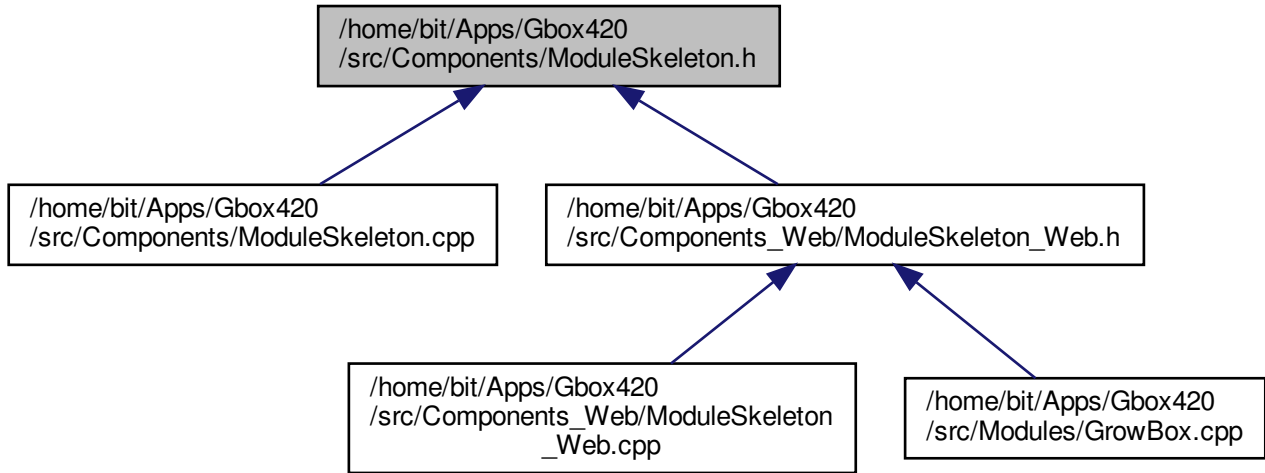 /home/bit/Apps/Gbox420
/src/Components/ModuleSkeleton.h
/home/bit/Apps/Gbox420
/src/Components/ModuleSkeleton.cpp
/home/bit/Apps/Gbox420
/src/Components_Web/ModuleSkeleton_Web.h
/home/bit/Apps/Gbox420
/src/Components_Web/ModuleSkeleton
_Web.cpp
/home/bit/Apps/Gbox420
/src/Modules/GrowBox.cpp